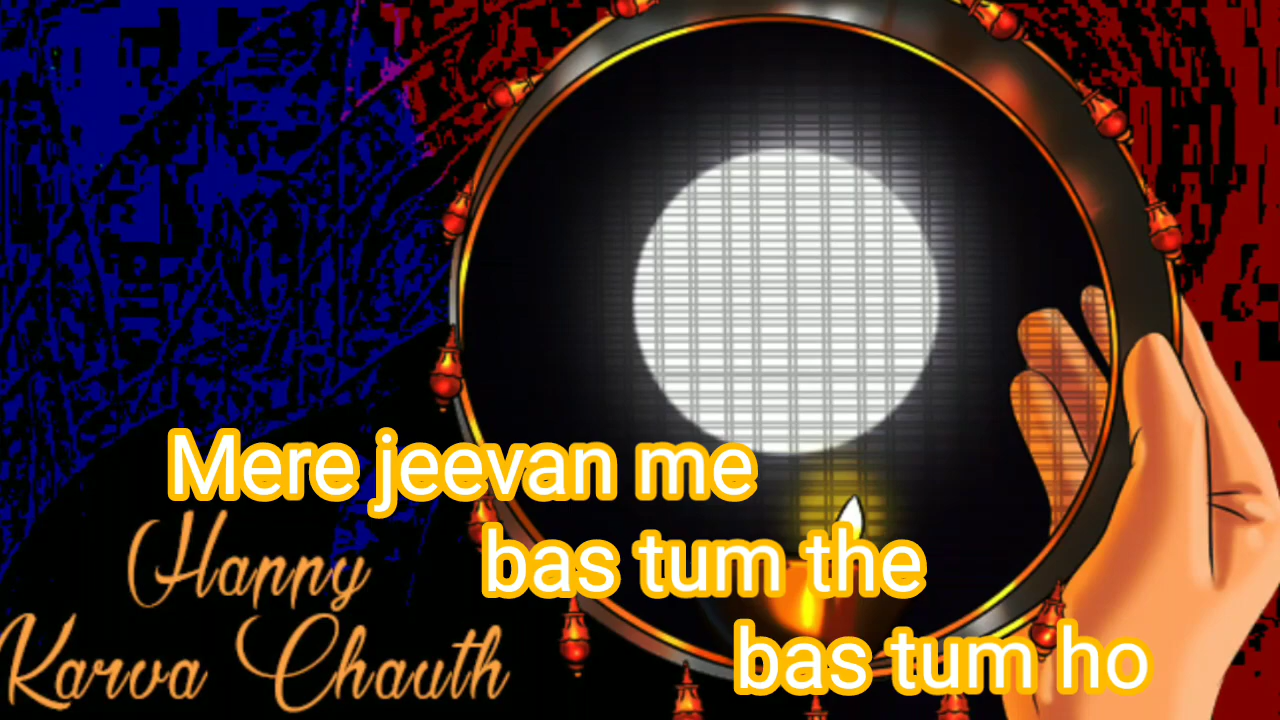 Mere jeevan me
bas tum the
bas tum ho
Happy
Karva Chauth